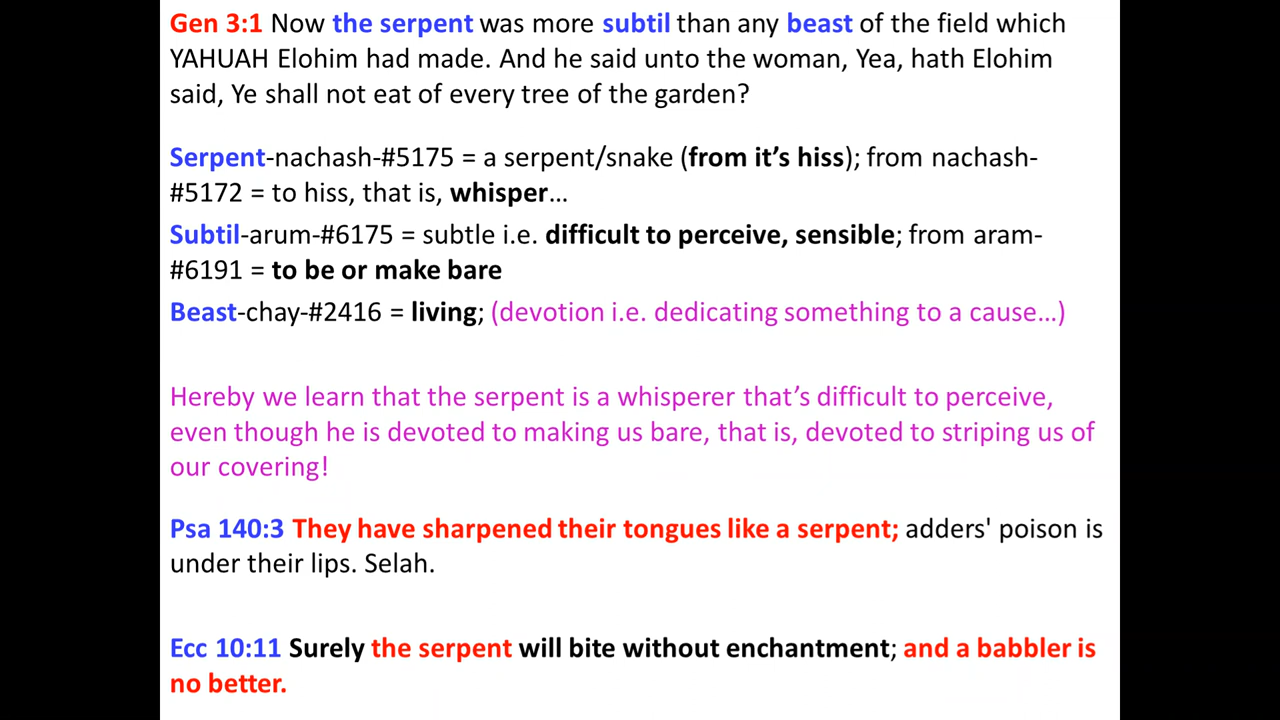 Gen 3:1 Now the serpent was more subtil than any beast of the field which
YAHUAH Elohim had made. And he said unto the woman, Yea, hath Elohim
said, Ye shall not eat of every tree of the garden?
Serpent-nachash-#5175 = a serpent/snake (from it’s hiss); from nachash-
#5172 = to hiss, that is, whisper…
Subtil-arum-#6175 = subtle i.e. difficult to perceive, sensible; from aram-
#6191 = to be or make bare
Beast-chay-#2416 = living; (devotion i.e. dedicating something to a cause…)
Hereby we learn that the serpent is a whisperer that’s difficult to perceive,
even though he is devoted to making us bare, that is, devoted to striping us of
our covering!
Psa 140:3 They have sharpened their tongues like a serpent; adders' poison is
under their lips. Selah.
Ecc 10:11 Surely the serpent will bite without enchantment; and a babbler is
no better.